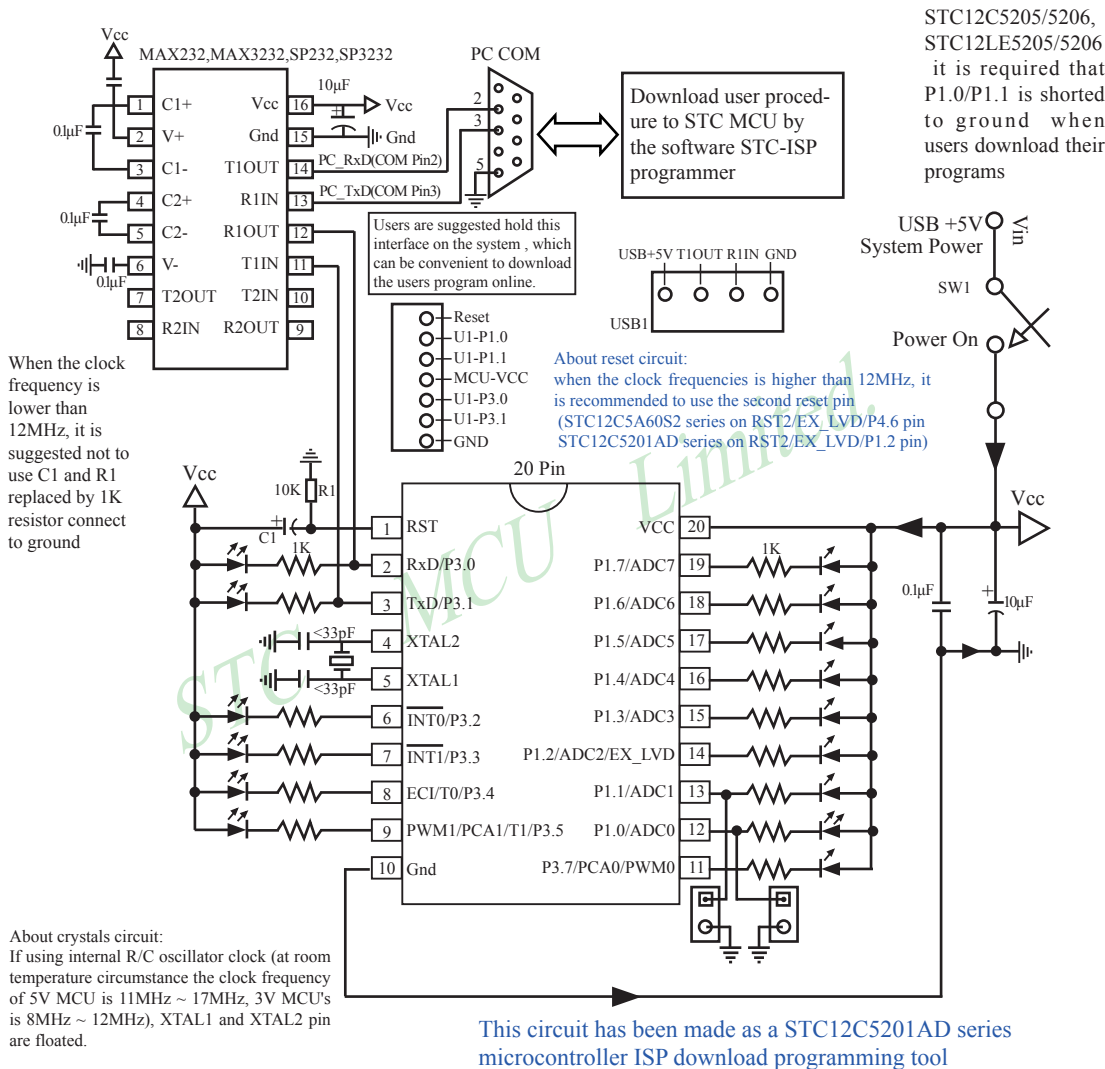 STC12C5205/5206,
STC12LE5205/5206
it is required that
P1.0/P1.1 is shorted
to ground when
users download their
programs
Vcc
MAX232,MAX3232,SP232,SP3232
PC COM
1 C1+
2 V+
3 C1-
4 C2+
5 C2-
6 V-
7 T2OUT
8 R2IN
Vcc 16
Gnd 15
T1OUT 14
R1IN 13
R1OUT 12
T1IN 11
T2IN 10
R2OUT 9
0.1μF
0.1μF
0.1μF
10μF
Vcc
Gnd
PC_RxD(COM Pin2)
PC_TxD(COM Pin3)
2
3
5
Download user proced-
ure to STC MCU by
the software STC-ISP
programmer
Users are suggested hold this
interface on the system , which
can be convenient to download
the users program online.
USB+5V T1OUT R1IN GND
USB1
USB +5V
System Power
Vin
SW1
Power On
Reset
U1-P1.0
U1-P1.1
MCU-VCC
U1-P3.0
U1-P3.1
GND
About reset circuit:
when the clock frequencies is higher than 12MHz, it
is recommended to use the second reset pin
(STC12C5A60S2 series on RST2/EX_LVD/P4.6 pin
STC12C5201AD series on RST2/EX_LVD/P1.2 pin)
When the clock
frequency is
lower than
12MHz, it is
suggested not to
use C1 and R1
replaced by 1K
resistor connect
to ground
STC MCU Limited.
20 Pin
Vcc
10K R1
C1
1K
<33pF
<33pF
1 RST
2 RxD/P3.0
3 TxD/P3.1
4 XTAL2
5 XTAL1
6 INT0/P3.2
7 INT1/P3.3
8 ECI/T0/P3.4
9 PWM1/PCA1/T1/P3.5
10 Gnd
VCC 20
P1.7/ADC7 19
P1.6/ADC6 18
P1.5/ADC5 17
P1.4/ADC4 16
P1.3/ADC3 15
P1.2/ADC2/EX_LVD 14
P1.1/ADC1 13
P1.0/ADC0 12
P3.7/PCA0/PWM0 11
1K
Vcc
0.1μF
10μF
About crystals circuit:
If using internal R/C oscillator clock (at room
temperature circumstance the clock frequency
of 5V MCU is 11MHz ~ 17MHz, 3V MCU's
is 8MHz ~ 12MHz), XTAL1 and XTAL2 pin
are floated.
This circuit has been made as a STC12C5201AD series
microcontroller ISP download programming tool